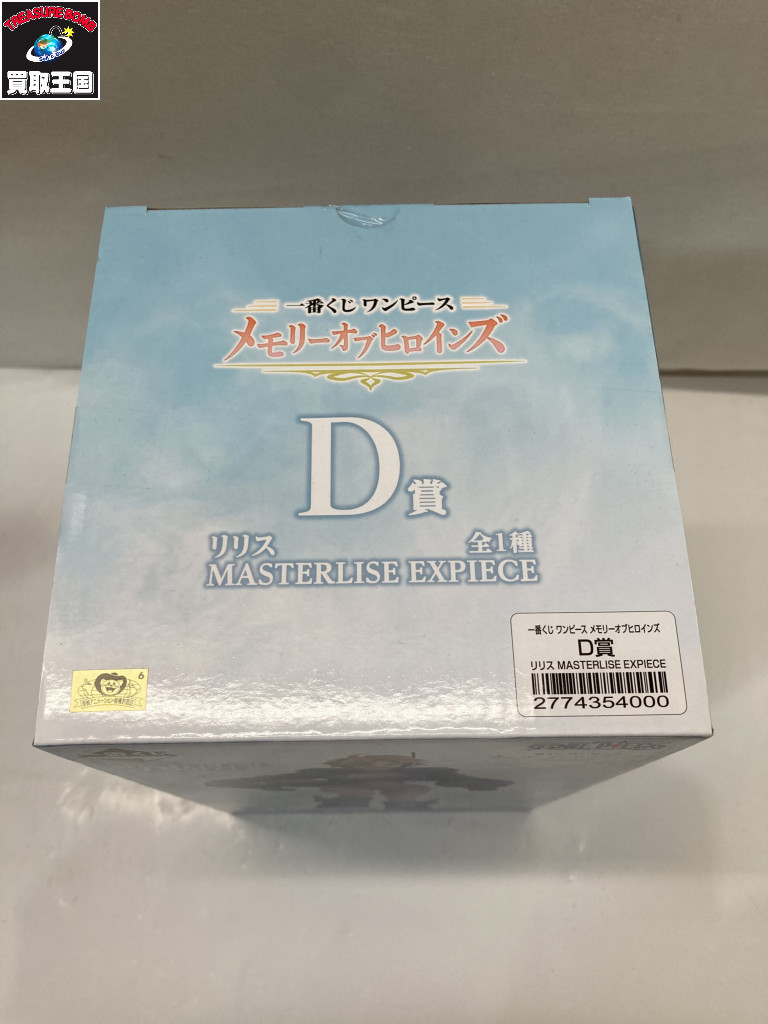 TREASURE BOMB
買取王国
一番くじ ワンピース
メモリーオブヒロインズ
D賞
リリス 全1種
MASTERLISE EXPIECE
一番くじ ワンピース メモリーオブヒロインズ
D賞
リリス MASTERLISE EXPIECE
2774354000
6